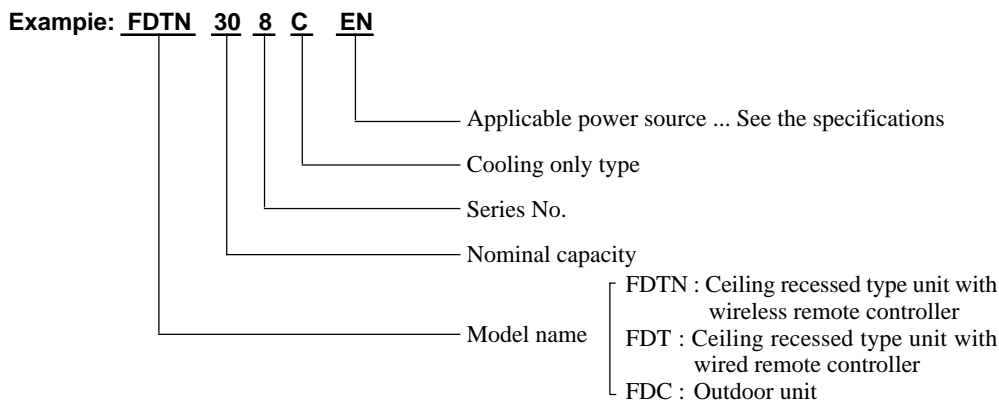 Exampie: FDTN 30 8 C EN
Applicable power source ... See the specifications
Cooling only type
Series No.
Nominal capacity
Model name
FDTN : Ceiling recessed type unit with
wireless remote controller
FDT : Ceiling recessed type unit with
wired remote controller
FDC : Outdoor unit